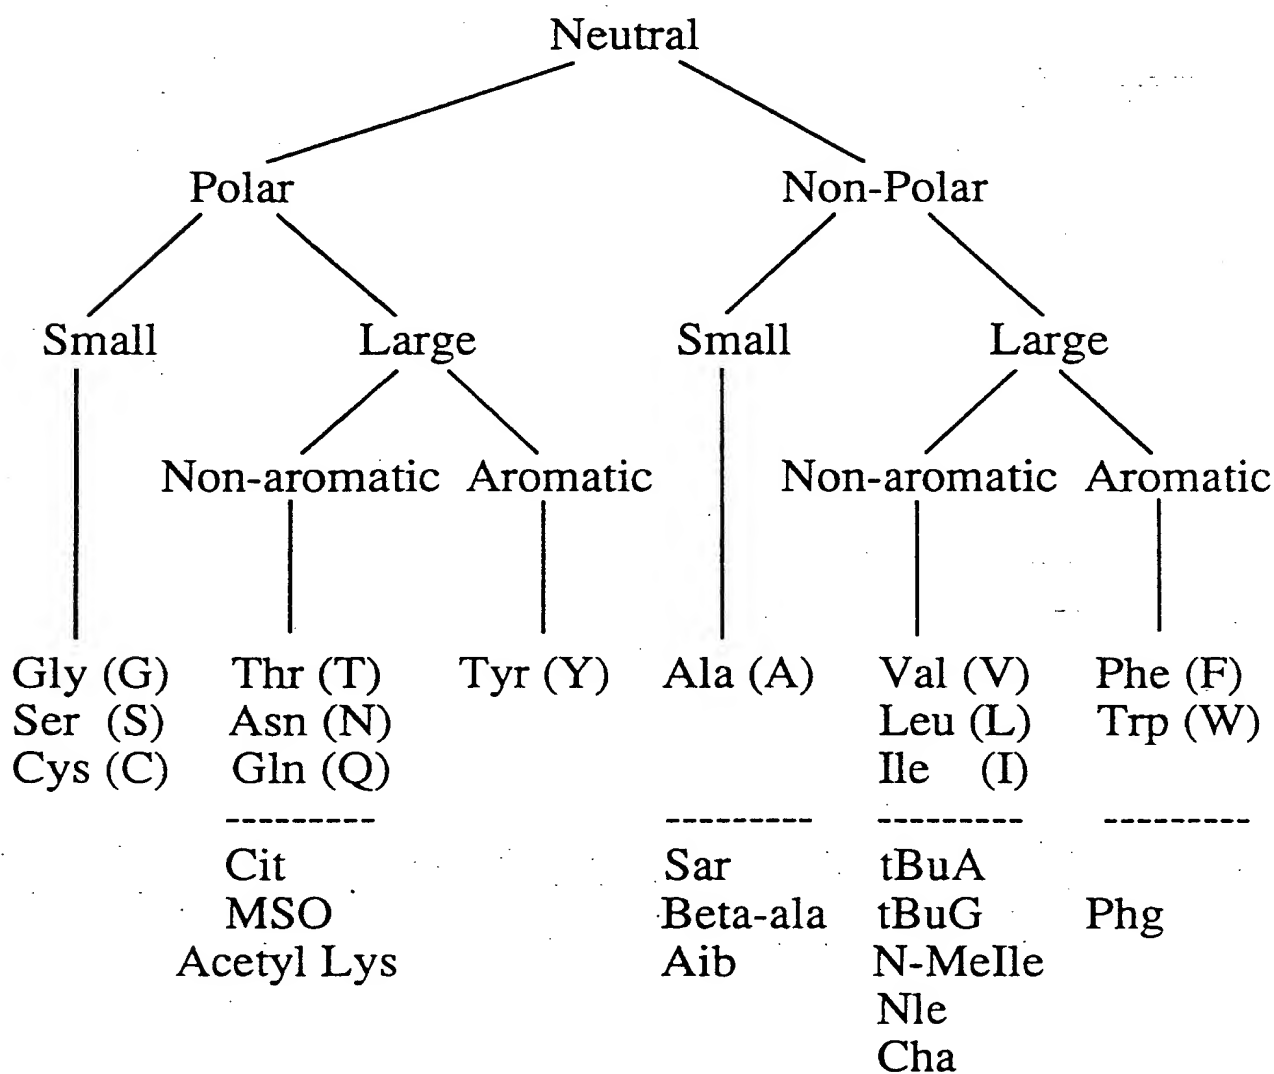 Neutral
Polar Non-Polar
Small Large Small Large
Non-aromatic Aromatic Non-aromatic Aromatic
Gly (G) Thr (T) Tyr (Y) Ala (A) Val (V) Phe (F)
Ser (S) Asn (N) Leu (L) Trp (W)
Cys (C) Gln (Q) Ile (I)
--------- --------- --------- ---------
Cit Sar tBuA
MSO Beta-ala tBuG Phg
Acetyl Lys Aib N-MeIle
Nle
Cha